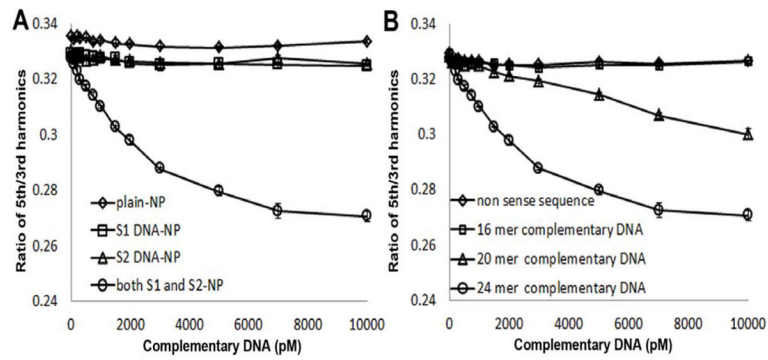 A
0.34
0.32
0.3
0.28
0.26
0.24
Ratio of 5th/3rd harmonics
plain-NP
S1 DNA-NP
S2 DNA-NP
both S1 and S2-NP
0 2000 4000 6000 8000 10000
Complementary DNA (pM)
B
0.34
0.32
0.3
0.28
0.26
0.24
Ratio of 5th/3rd harmonics
non sense sequence
16 mer complementary DNA
20 mer complementary DNA
24 mer complementary DNA
0 2000 4000 6000 8000 10000
Complementary DNA (pM)